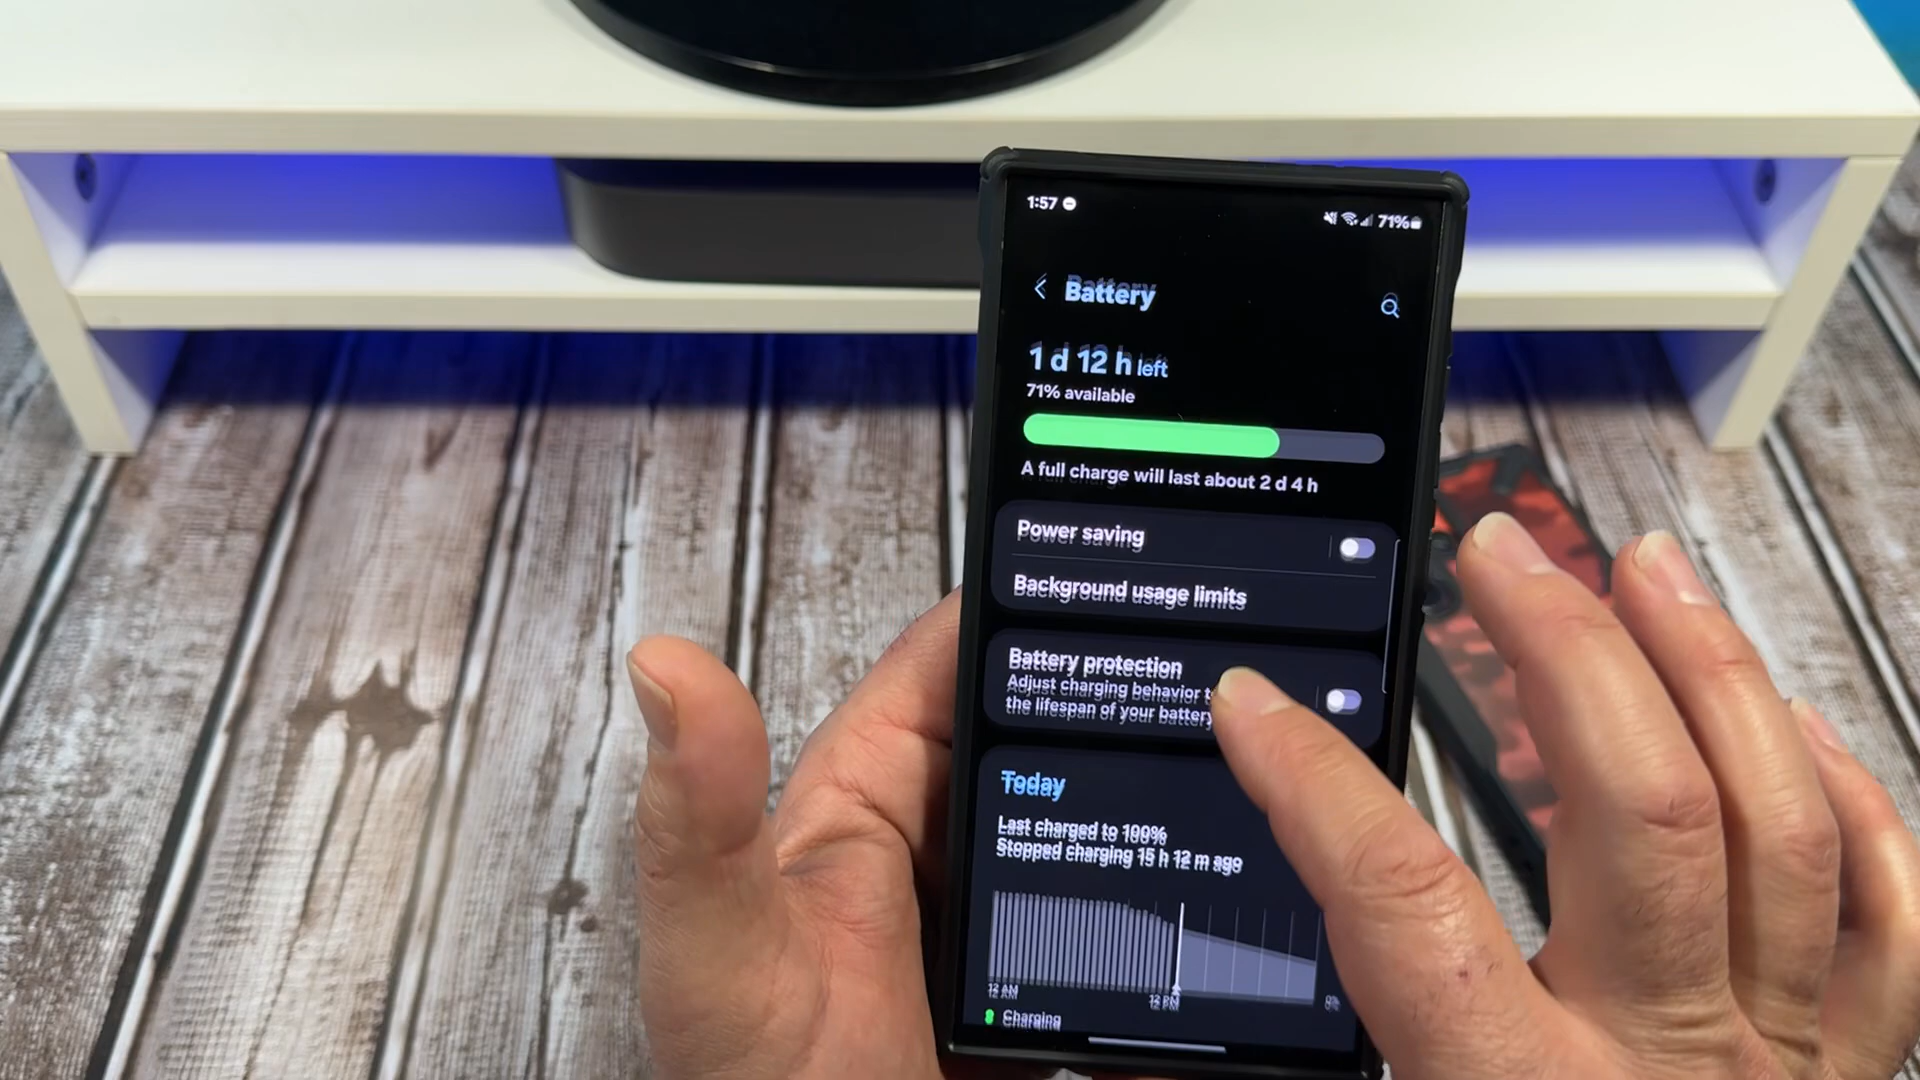 1:57
71%
Battery
1 d 12 h left
71% available
A full charge will last about 2 d 4 h
Power saving
Background usage limits
Battery protection
Adjust charging behavior
the lifespan of your battery
Today
Last charged to 100%
Stopped charging 15 h 12 m ago
12 AM
12 PM
0%
Charging